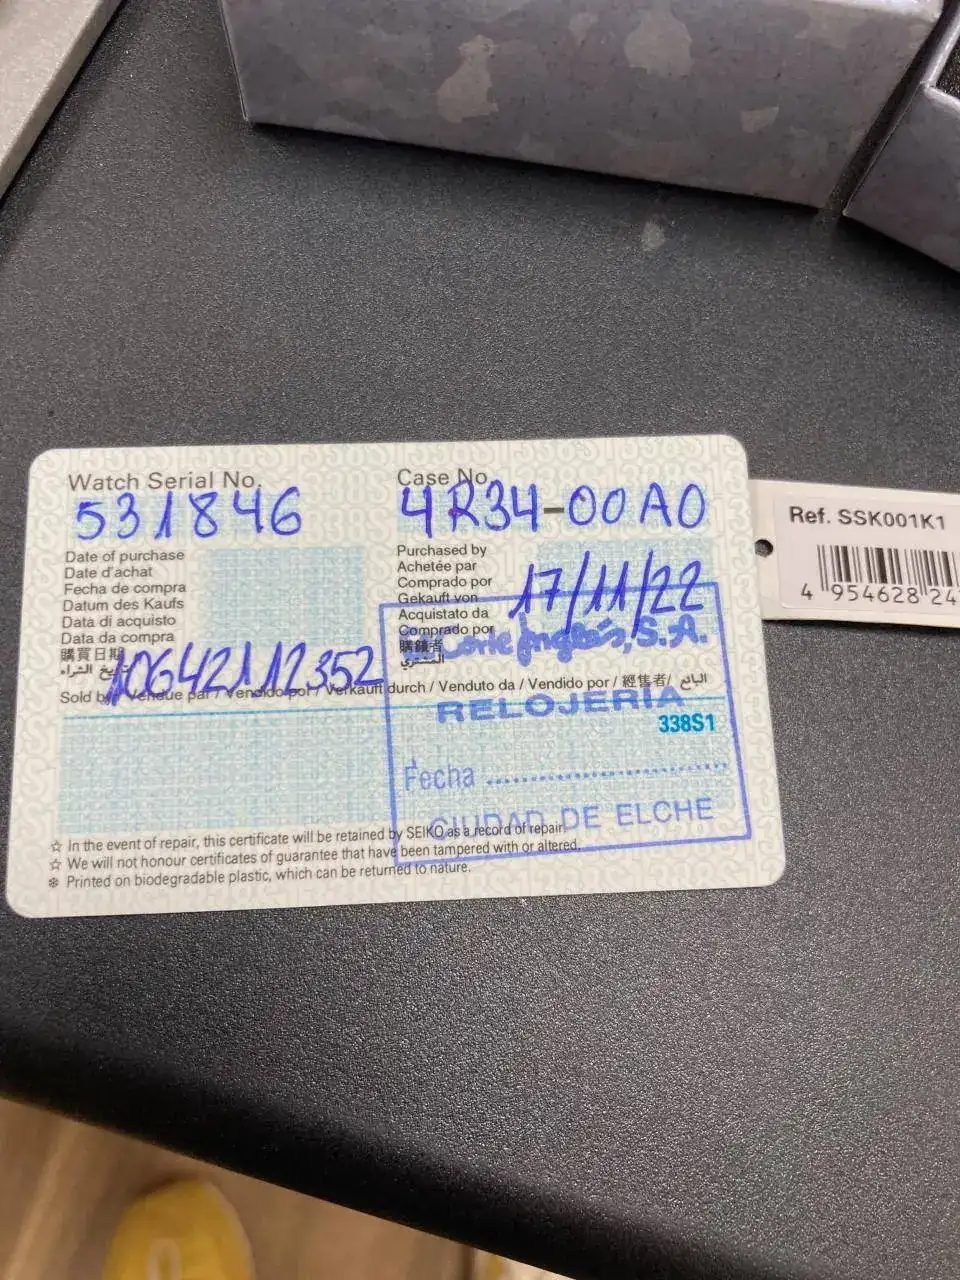 Watch Serial No.
531846
Case No.
4R34-00A0
Date of purchase
Date d'achat
Fecha de compra
Datum des Kaufs
Data di acquisto
Data da compra
購買日期
تاريخ الشراء
10642112352
Purchased by
Achetée par
Comprado por
Gekauft von
Acquistato da
Comprado por
購鐘者
المشتري
17/11/22
Corte Inglés, S.A.
Sold by / Vendue par / Vendido por / Verkauft durch / Venduto da / Vendido por / 經售者 / البائع
RELOJERIA
338S1
Fecha
CIUDAD DE ELCHE
☆ In the event of repair, this certificate will be retained by SEIKO as a record of repair.
☆ We will not honour certificates of guarantee that have been tampered with or altered.
❄ Printed on biodegradable plastic, which can be returned to nature.
Ref. SSK001K1
4 954628 24